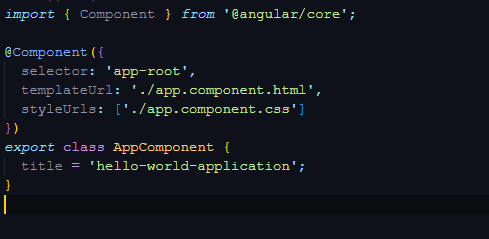 import { Component } from '@angular/core';
@Component({
selector: 'app-root',
templateUrl: './app.component.html',
styleUrls: ['./app.component.css']
})
export class AppComponent {
title = 'hello-world-application';
}